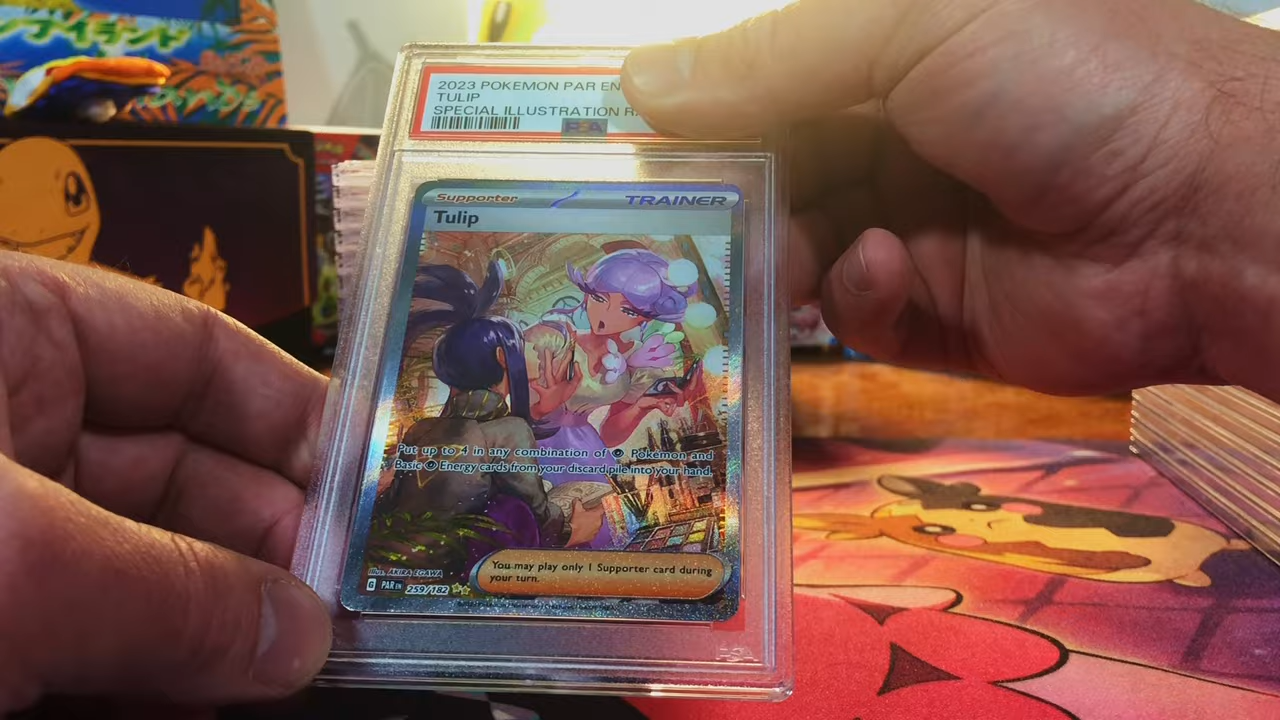 2023 POKEMON PAR EN
TULIP
SPECIAL ILLUSTRATION
PSA
Supporter
TRAINER
Tulip
Put up to 4 in any combination of Pokémon and
Basic Energy cards from your discard pile into your hand.
You may play only 1 Supporter card during
your turn.
Illus. AKIRA EGAWA
G PAR EN 259/182
PSA